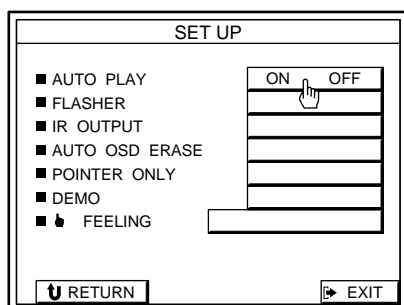 SET UP
AUTO PLAY ON OFF
FLASHER
IR OUTPUT
AUTO OSD ERASE
POINTER ONLY
DEMO
FEELING
RETURN EXIT